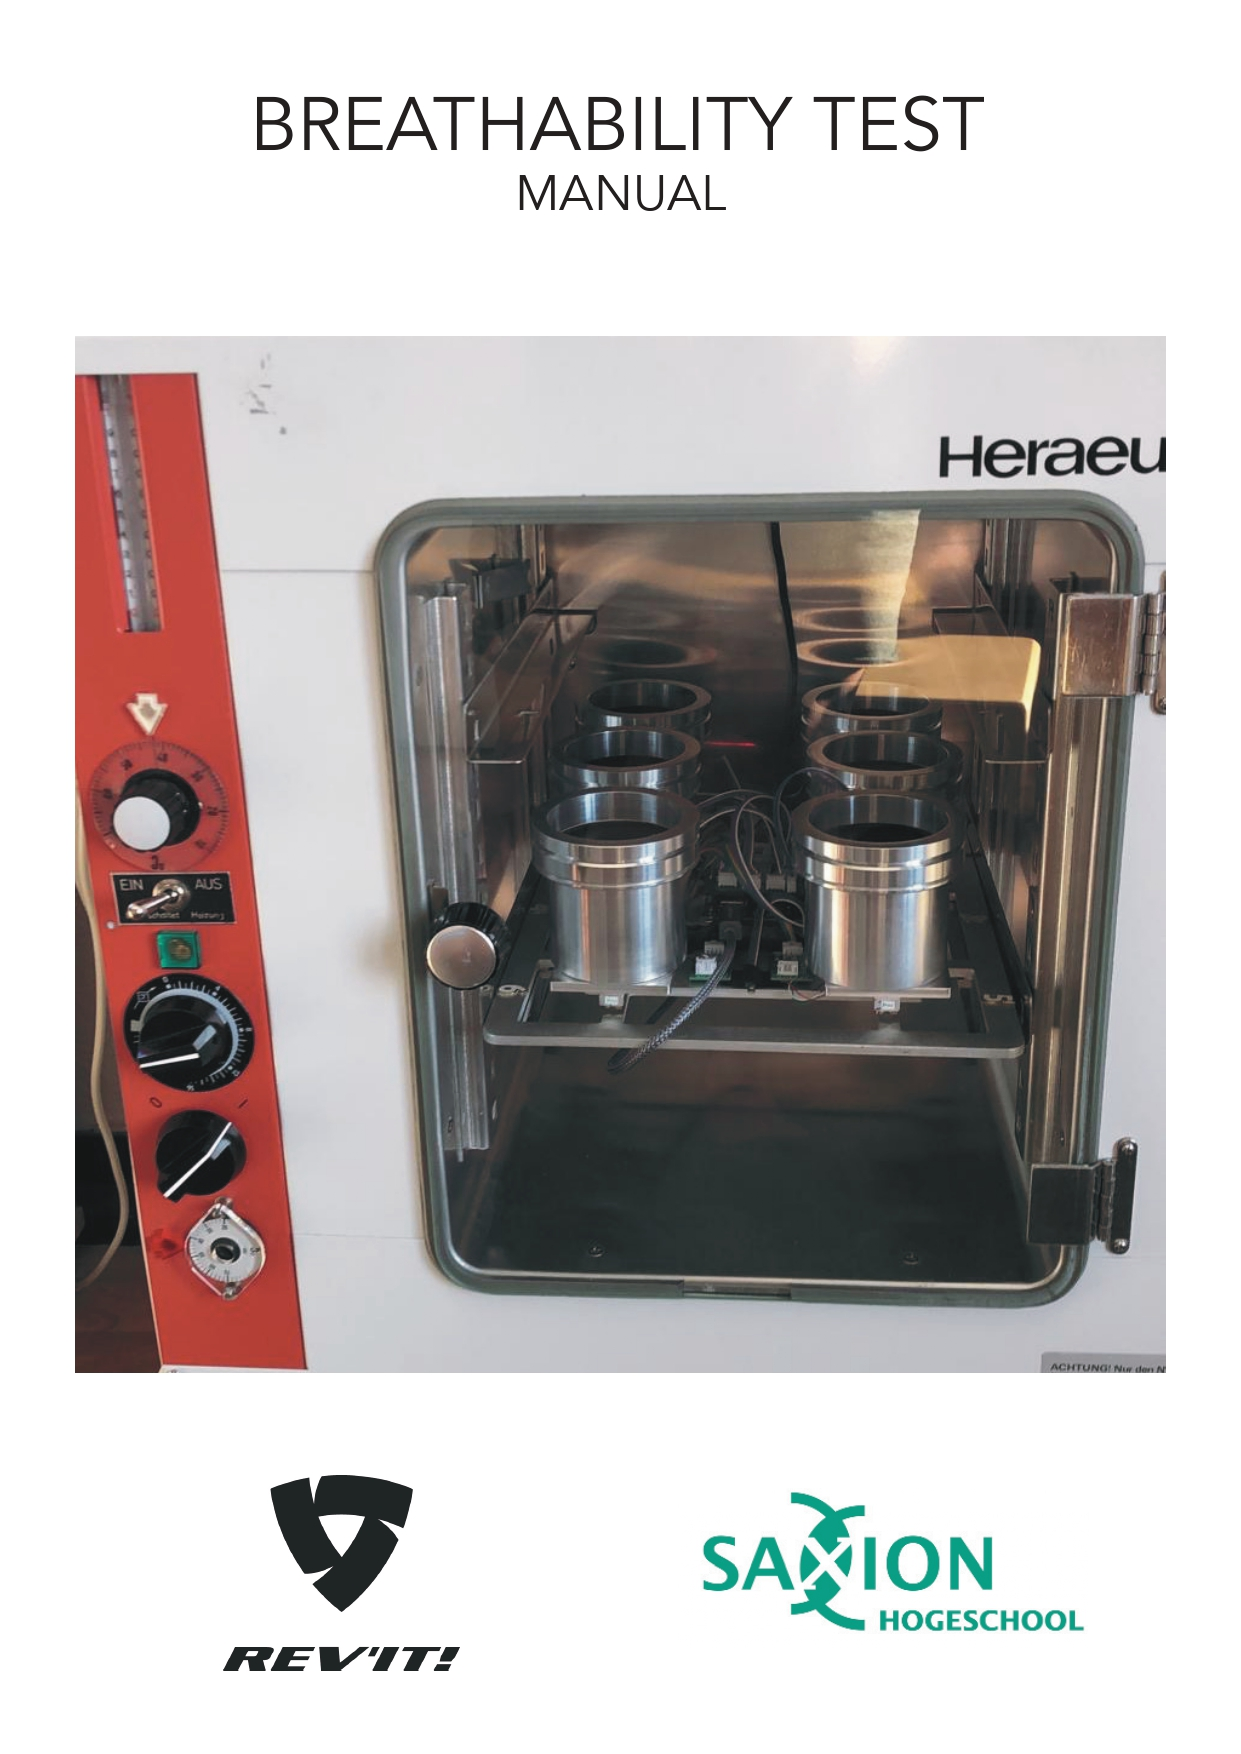 BREATHABILITY TEST
MANUAL
Heraeu
EIN AUS
ACHTUNG! Nur den
REV'IT!
SAXION
HOGESCHOOL